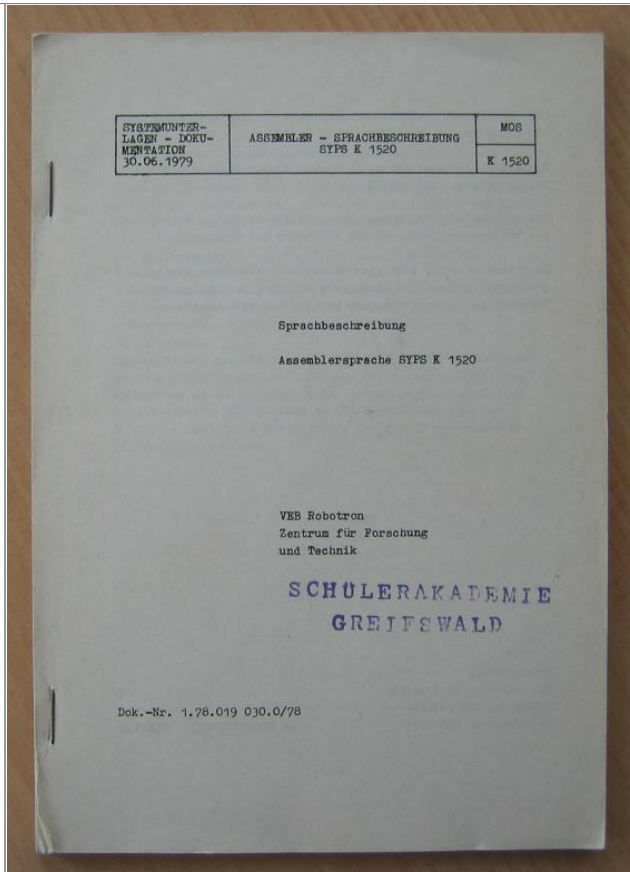 SYSTEMUNTER-
LAGEN - DOKU-
MENTATION
30.06.1979
ASSEMBLER - SPRACHBESCHREIBUNG
SYPS K 1520
MOS
K 1520
Sprachbeschreibung
Assemblersprache SYPS K 1520
VEB Robotron
Zentrum für Forschung
und Technik
SCHÜLERAKADEMIE
GREIFSWALD
Dok.-Nr. 1.78.019 030.0/78